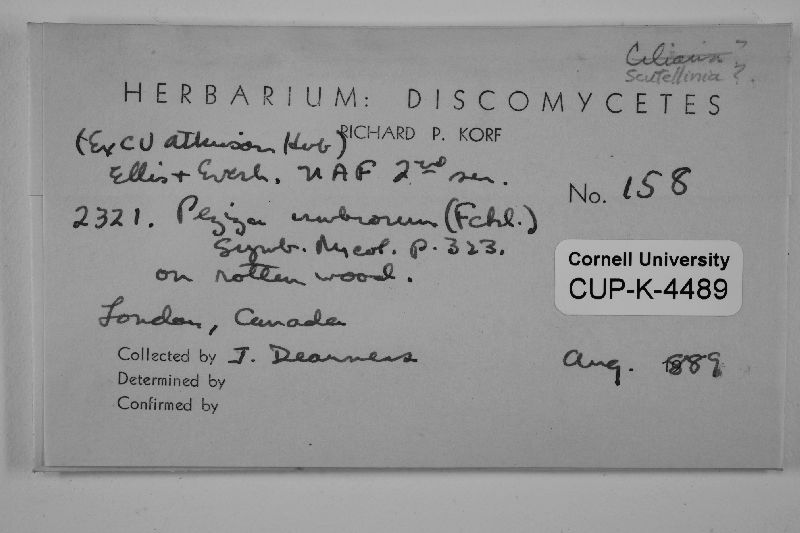 Ciliaria ?
Scutellinia ?.
HERBARIUM: DISCOMYCETES
RICHARD P. KORF
(Ex CU Atkinson Herb)
Ellis + Everh. NAF 2nd ser.
No. 158
2321. Peziza umbrorum (Fckl.)
Symb. Mycol. p. 323.
on rotten wood.
Cornell University
CUP-K-4489
London, Canada
Collected by J. Dearness
Aug. 1889
Determined by
Confirmed by